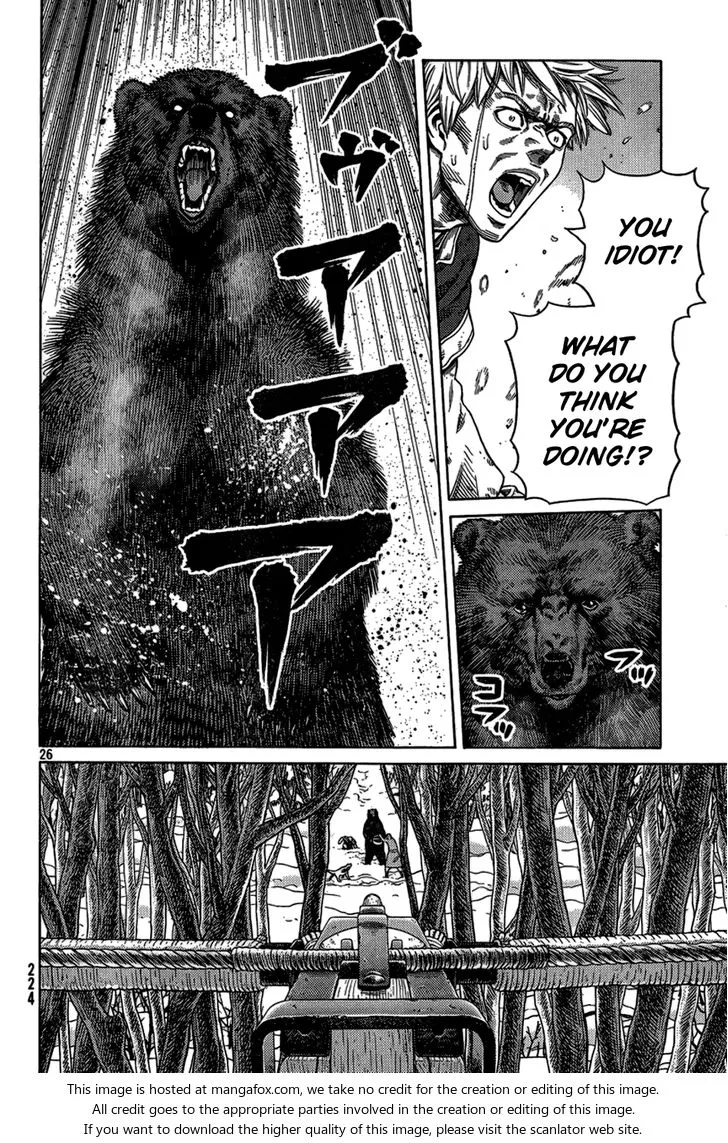 ブ
ヴ
ァ
ア
ア
YOU
IDIOT!
WHAT
DO YOU
THINK
YOU'RE
DOING!?
フッ
コッ
26
224
This image is hosted at mangafox.com, we take no credit for the creation or editing of this image.
All credit goes to the appropriate parties involved in the creation or editing of this image.
If you want to download the higher quality of this image, please visit the scanlator web site.